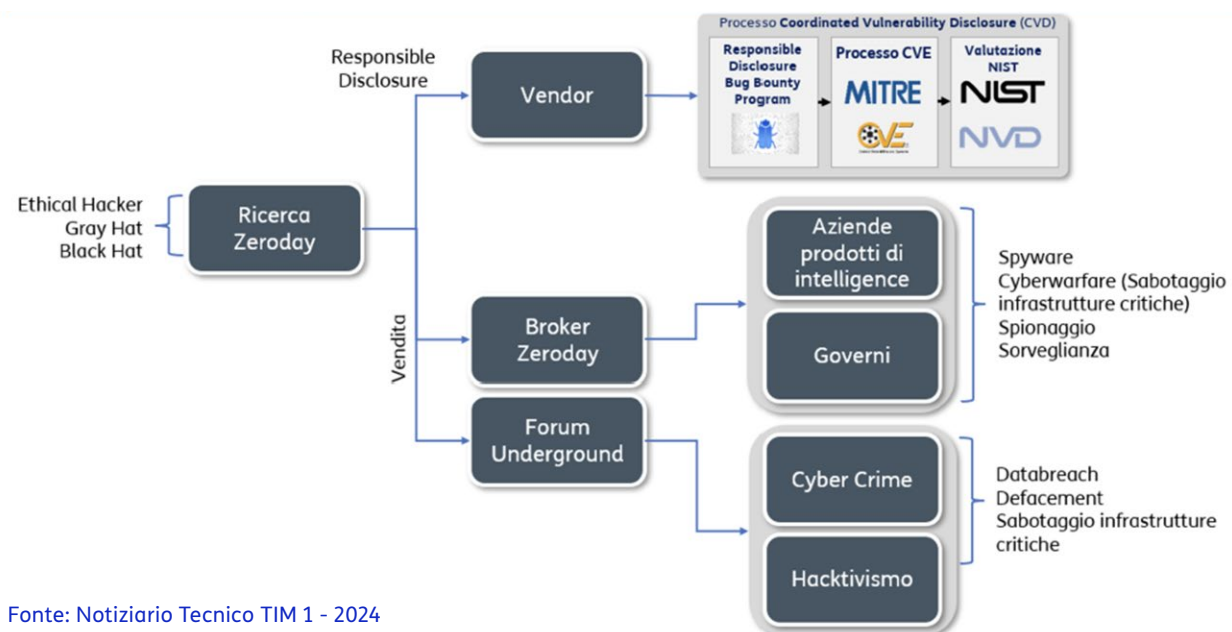 Processo Coordinated Vulnerability Disclosure (CVD)
Responsible
Disclosure
Bug Bounty
Program
Processo CVE
MITRE
CVE
Valutazione
NIST
NIST
NVD
Responsible
Disclosure
Vendor
Ethical Hacker
Gray Hat
Black Hat
Ricerca
Zeroday
Vendita
Broker
Zeroday
Forum
Underground
Aziende
prodotti di
intelligence
Governi
Spyware
Cyberwarfare (Sabotaggio
infrastrutture critiche)
Spionaggio
Sorveglianza
Cyber Crime
Hacktivismo
Databreach
Defacement
Sabotaggio infrastrutture
critiche
Fonte: Notiziario Tecnico TIM 1 - 2024